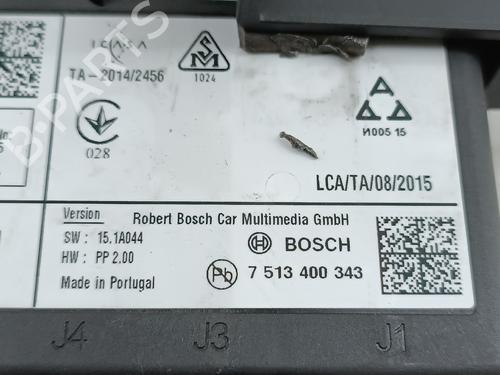 TA-2014/2456
1024
028
И005 15
LCA/TA/08/2015
Version
Robert Bosch Car Multimedia GmbH
SW: 15.1A044
HW: PP 2.00
BOSCH
Made in Portugal
Pb
7 513 400 343
J4
J3
J1
B-PARTS